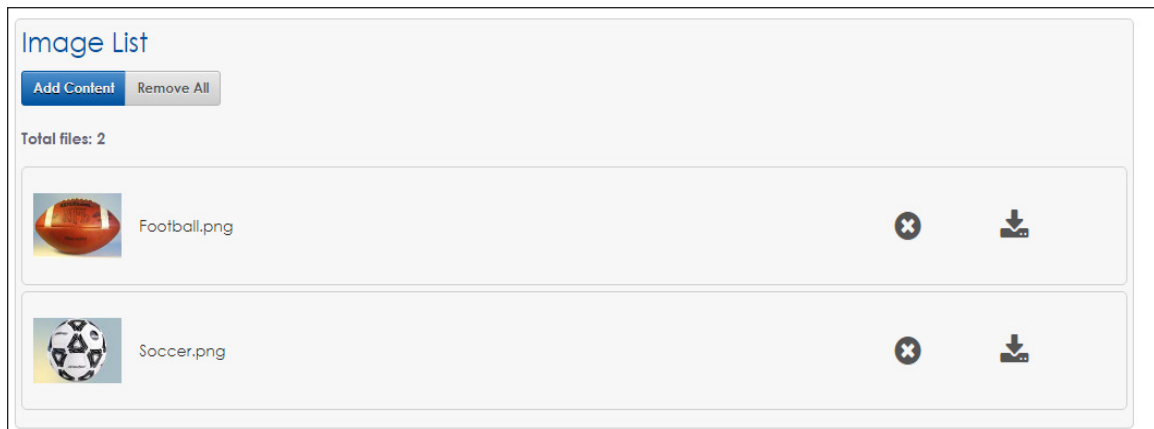 Image List
Add Content Remove All
Total files: 2
Football.png
Soccer.png